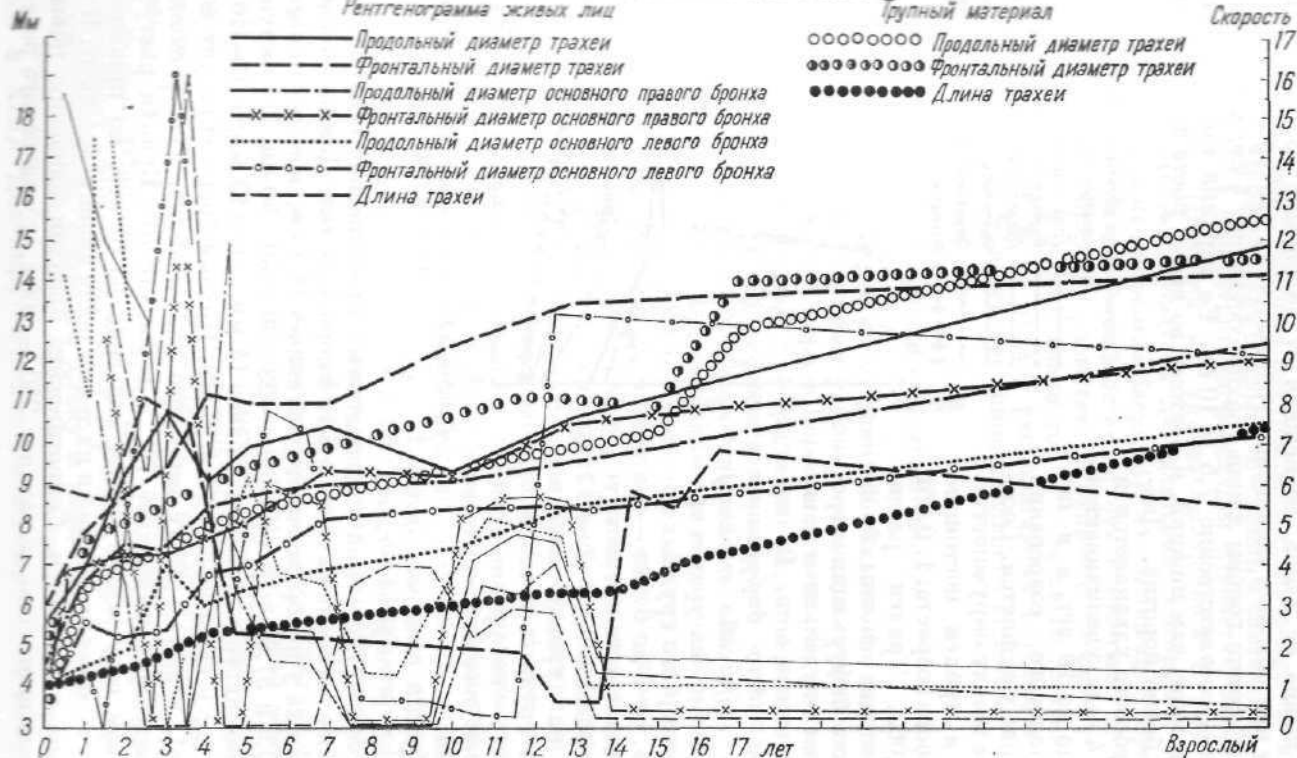 Мм
Рентгенограмма живых лиц
Продольный диаметр трахеи
Фронтальный диаметр трахеи
Продольный диаметр основного правого бронха
Фронтальный диаметр основного правого бронха
Продольный диаметр основного левого бронха
Фронтальный диаметр основного левого бронха
Длина трахеи
Трупный материал
Продольный диаметр трахеи
Фронтальный диаметр трахеи
Длина трахеи
Скорость
18
17
16
15
14
13
12
11
10
9
8
7
6
5
4
3
17
16
15
14
13
12
11
10
9
8
7
6
5
4
3
2
1
0
0 1 2 3 4 5 6 7 8 9 10 11 12 13 14 15 16 17 лет Взрослый